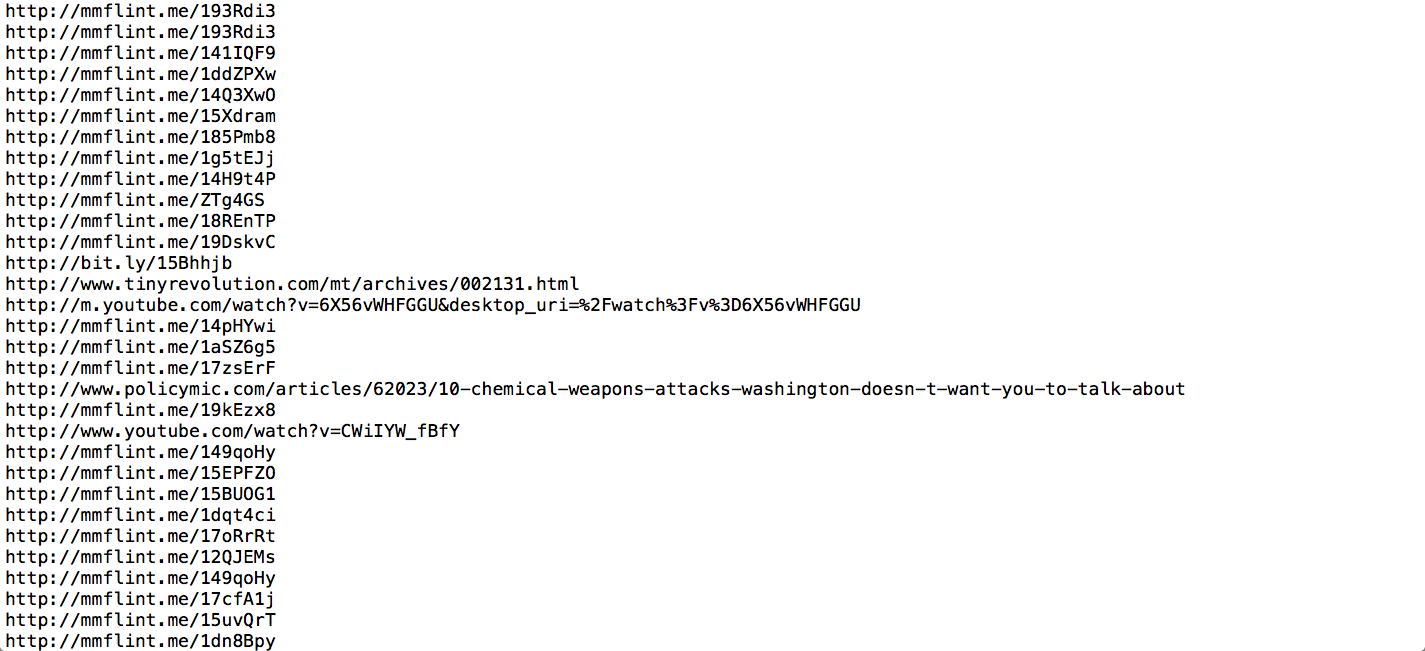 http://mmflint.me/193Rdi3
http://mmflint.me/193Rdi3
http://mmflint.me/141IQF9
http://mmflint.me/1ddZPXw
http://mmflint.me/14Q3XwO
http://mmflint.me/15Xdram
http://mmflint.me/185Pmb8
http://mmflint.me/1g5tEJj
http://mmflint.me/14H9t4P
http://mmflint.me/ZTg4GS
http://mmflint.me/18REnTP
http://mmflint.me/19DskvC
http://bit.ly/15Bhhjb
http://www.tinyrevolution.com/mt/archives/002131.html
http://m.youtube.com/watch?v=6X56vWHFGGU&desktop_uri=%2Fwatch%3Fv%3D6X56vWHFGGU
http://mmflint.me/14pHYwi
http://mmflint.me/1aSZ6g5
http://mmflint.me/17zsErF
http://www.policymic.com/articles/62023/10-chemical-weapons-attacks-washington-doesn-t-want-you-to-talk-about
http://mmflint.me/19kEzx8
http://www.youtube.com/watch?v=CWiIYW_fBfY
http://mmflint.me/149qoHy
http://mmflint.me/15EPFZO
http://mmflint.me/15BUOG1
http://mmflint.me/1dqt4ci
http://mmflint.me/17oRrRt
http://mmflint.me/12QJEMs
http://mmflint.me/149qoHy
http://mmflint.me/17cfA1j
http://mmflint.me/15uvQrT
http://mmflint.me/1dn8Bpy